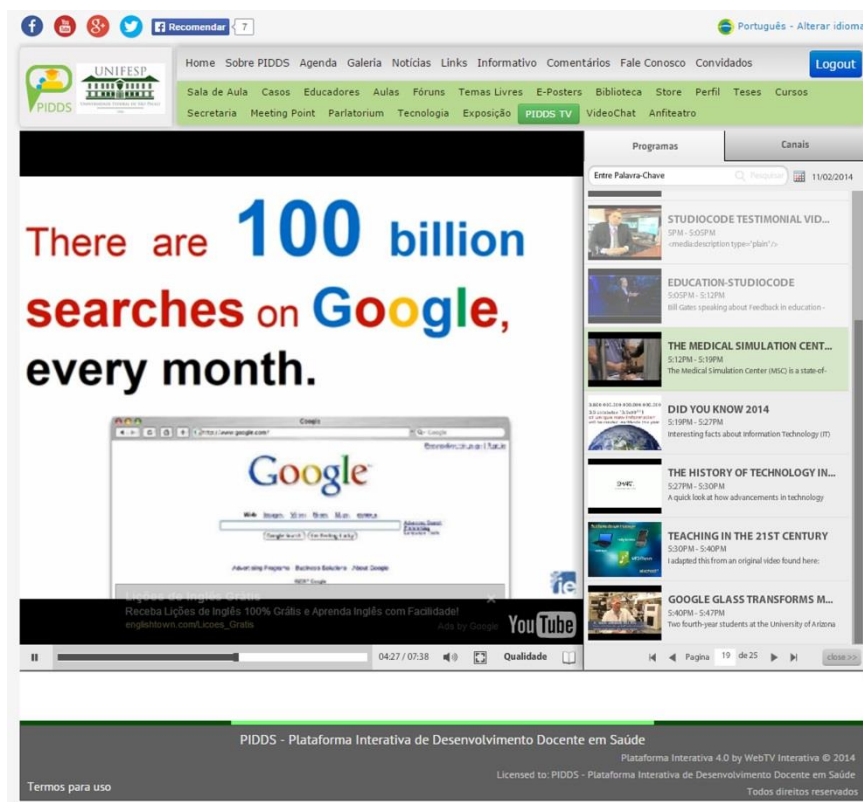 Recomendar 7
Português - Alterar idioma
PIDDS
UNIFESP
Home Sobre PIDDS Agenda Galeria Notícias Links Informativo Comentários Fale Conosco Convidados
Logout
Sala de Aula Casos Educadores Aulas Fóruns Temas Livres E-Posters Biblioteca Store Perfil Teses Cursos
Secretaria Meeting Point Parlatorium Tecnologia Exposição PIDDS TV VideoChat Anfiteatro
There are 100 billion
searches on Google,
every month.
Google
Google
Web
Advertising Programs Business Solutions About Google
Lições de Inglês Grátis
Receba Lições de Inglês 100% Grátis e Aprenda Inglês com Facilidade!
englishtown.com/Licoes_Gratis
Ads by Google
YouTube
ie
04:27 / 07:38 Qualidade
Programas Canais
Entre Palavra-Chave Pesquisar 11/02/2014
STUDIOCODE TESTIMONIAL VID...
5PM - 5:05PM
<media:description type='plain'/>
EDUCATION-STUDIOCODE
5:05PM - 5:12PM
Bill Gates speaking about Feedback in education -
THE MEDICAL SIMULATION CENT...
5:12PM - 5:19PM
The Medical Simulation Center (MSC) is a state-of-
DID YOU KNOW 2014
5:19PM - 5:27PM
Interesting facts about Information Technology (IT)
THE HISTORY OF TECHNOLOGY IN...
5:27PM - 5:30PM
A quick look at how advancements in technology
TEACHING IN THE 21ST CENTURY
5:30PM - 5:40PM
I adapted this from an original video found here:
GOOGLE GLASS TRANSFORMS M...
5:40PM - 5:47PM
Two fourth-year students at the University of Arizona
Pagina 19 de 25 close >>
PIDDS - Plataforma Interativa de Desenvolvimento Docente em Saúde
Plataforma Interativa 4.0 by WebTV Interativa © 2014
Licensed to: PIDDS - Plataforma Interativa de Desenvolvimento Docente em Saúde
Termos para uso
Todos direitos reservados